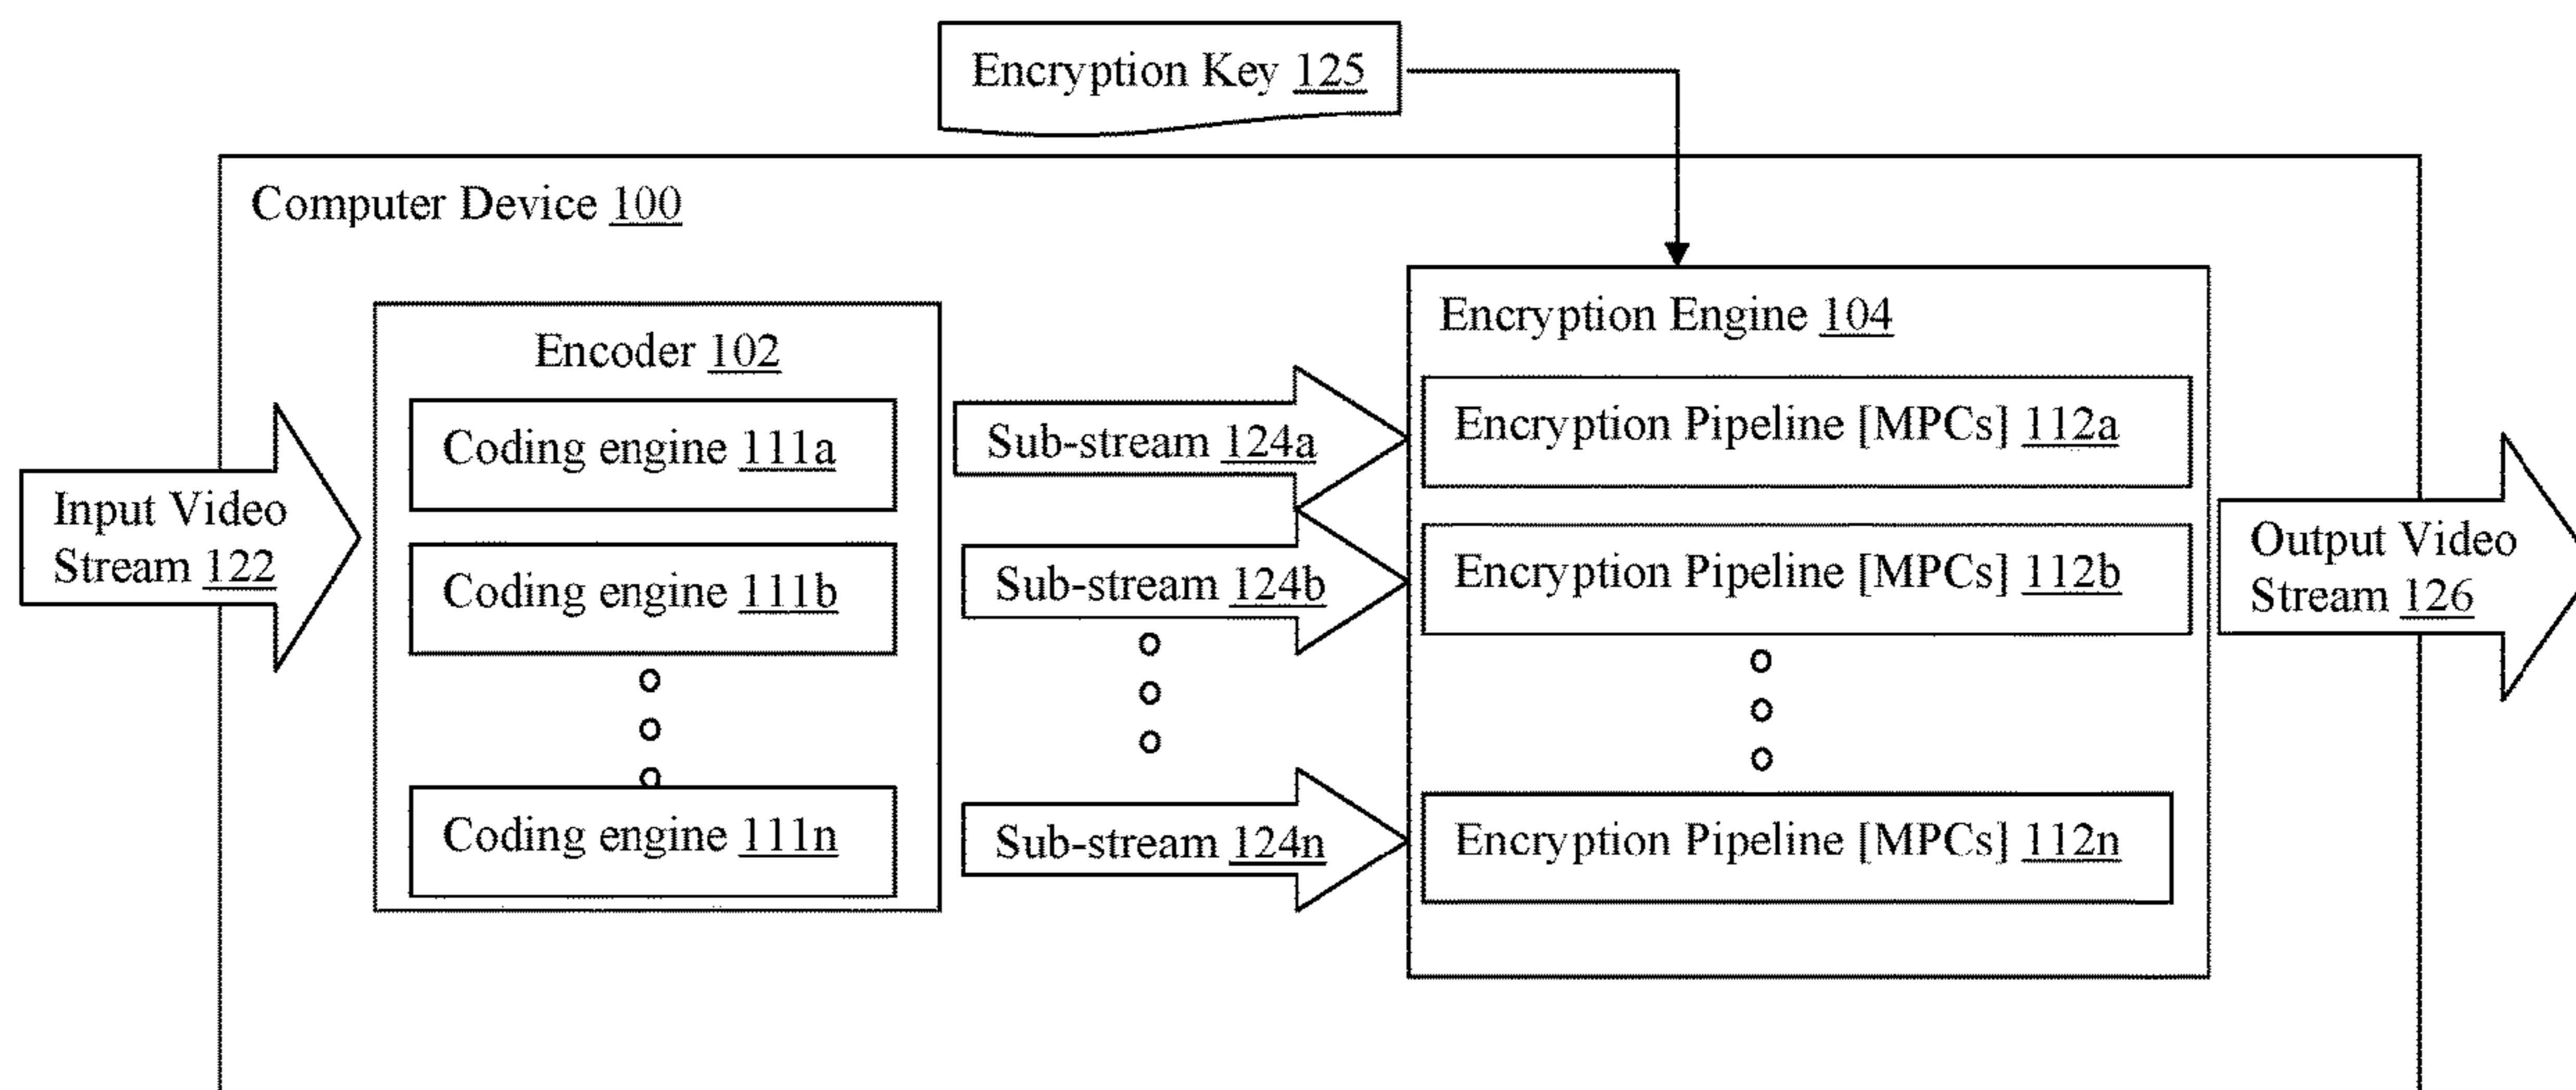 Encryption Key 125
Computer Device 100
Input Video
Stream 122
Encoder 102
Coding engine 111a
Coding engine 111b
Coding engine 111n
Sub-stream 124a
Sub-stream 124b
Sub-stream 124n
Encryption Engine 104
Encryption Pipeline [MPCs] 112a
Encryption Pipeline [MPCs] 112b
Encryption Pipeline [MPCs] 112n
Output Video
Stream 126